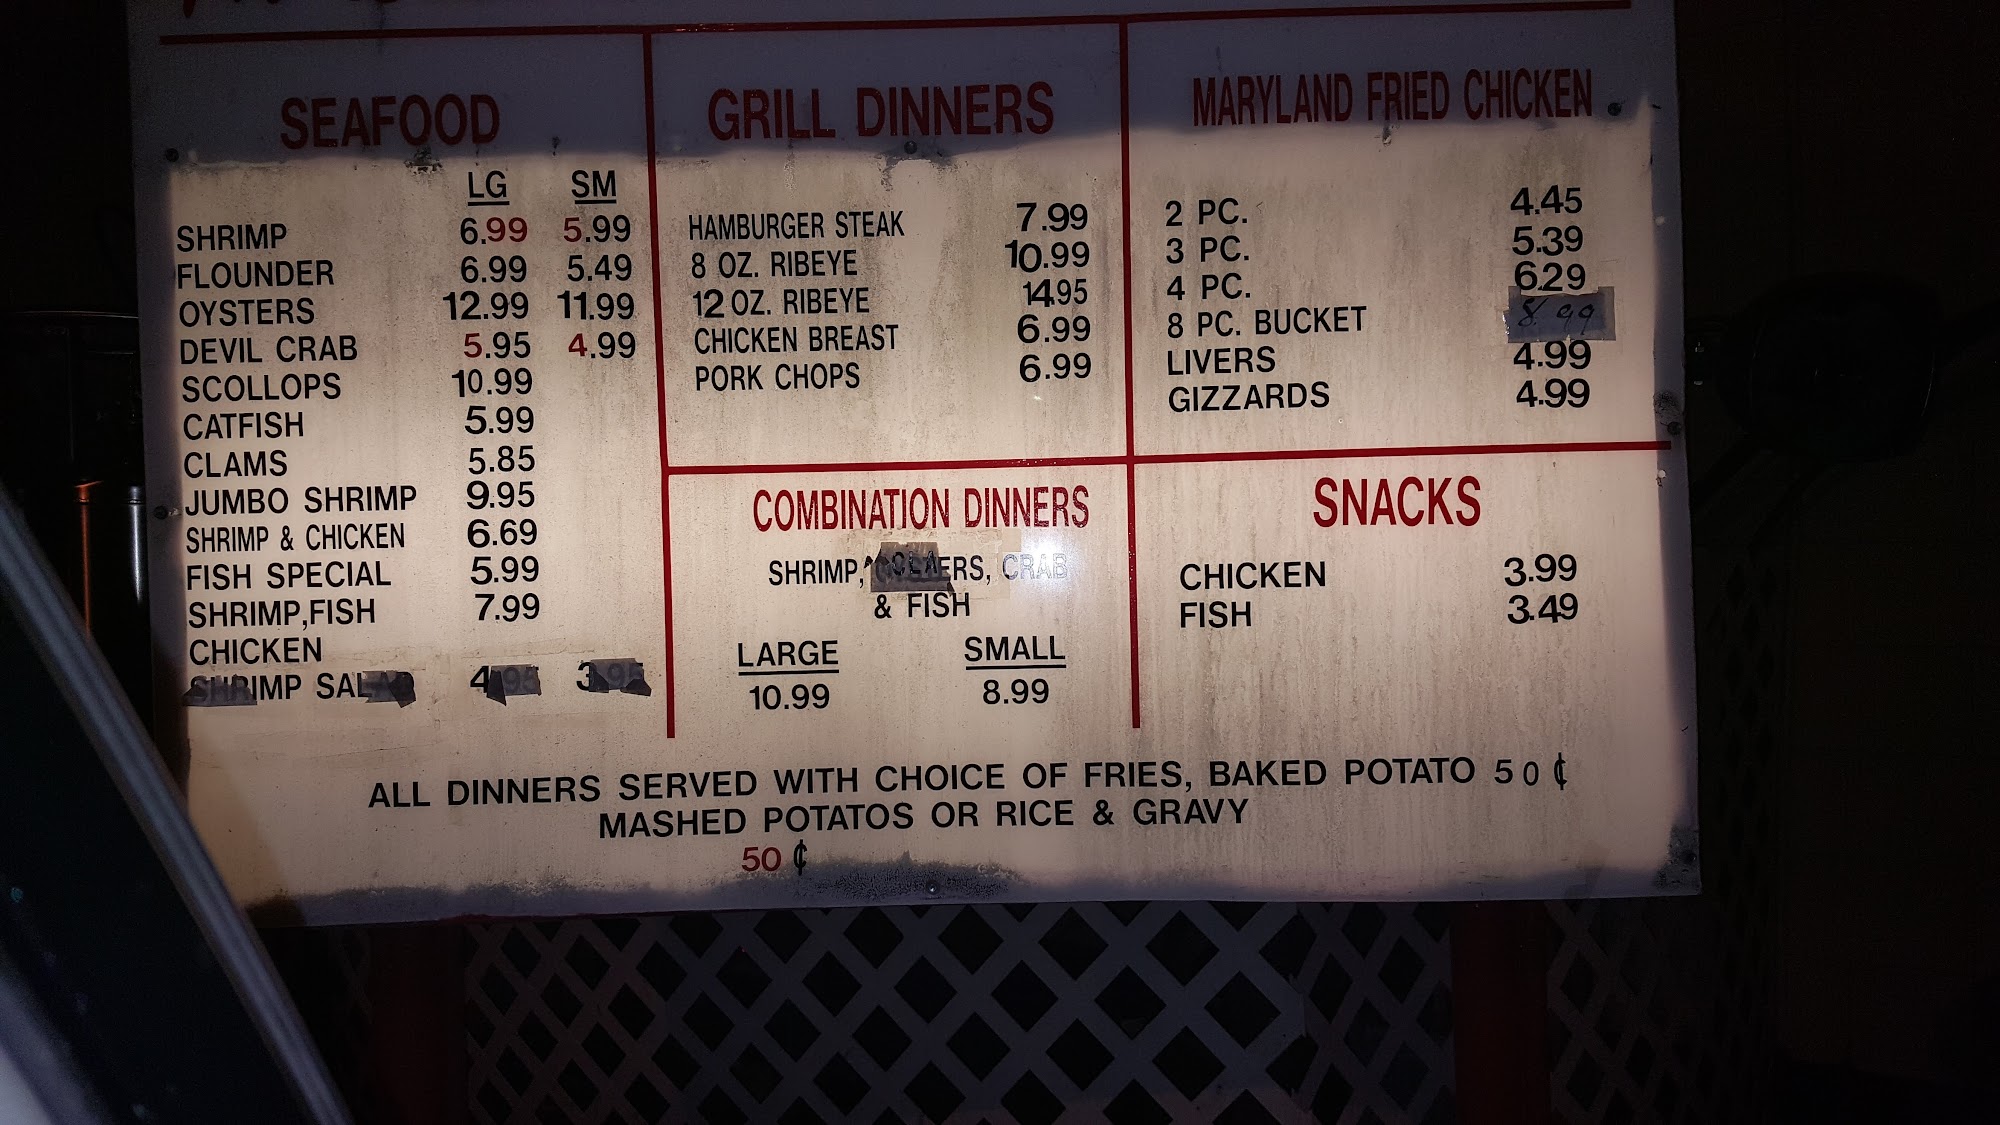 SEAFOOD
LG SM
SHRIMP 6.99 5.99
FLOUNDER 6.99 5.49
OYSTERS 12.99 11.99
DEVIL CRAB 5.95 4.99
SCOLLOPS 10.99
CATFISH 5.99
CLAMS 5.85
JUMBO SHRIMP 9.95
SHRIMP & CHICKEN 6.69
FISH SPECIAL 5.99
SHRIMP,FISH 7.99
CHICKEN
SHRIMP SALAD 4.95 3.95
GRILL DINNERS
HAMBURGER STEAK 7.99
8 OZ. RIBEYE 10.99
12 OZ. RIBEYE 14.95
CHICKEN BREAST 6.99
PORK CHOPS 6.99
MARYLAND FRIED CHICKEN
2 PC. 4.45
3 PC. 5.39
4 PC. 6.29
8 PC. BUCKET 8.99
LIVERS 4.99
GIZZARDS 4.99
COMBINATION DINNERS
SHRIMP, CRAB
& FISH
LARGE SMALL
10.99 8.99
SNACKS
CHICKEN 3.99
FISH 3.49
ALL DINNERS SERVED WITH CHOICE OF FRIES, BAKED POTATO 50¢
MASHED POTATOS OR RICE & GRAVY
50¢